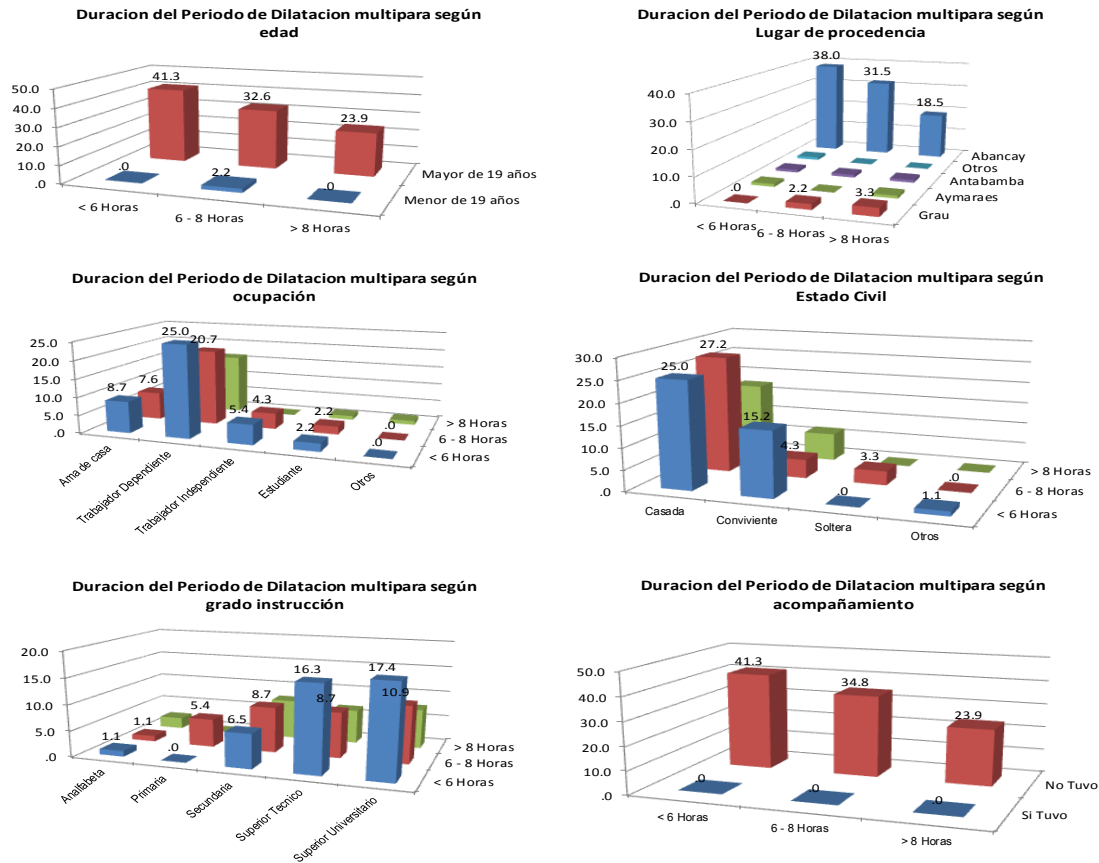 Duracion del Periodo de Dilatacion multipara según
edad
50.0
40.0
30.0
20.0
10.0
.0
41.3
32.6
23.9
.0
2.2
.0
Mayor de 19 años
Menor de 19 años
< 6 Horas
6 - 8 Horas
> 8 Horas
Duracion del Periodo de Dilatacion multipara según
Lugar de procedencia
40.0
30.0
20.0
10.0
.0
38.0
31.5
18.5
.0
2.2
3.3
Abancay
Otros
Antabamba
Aymaraes
Grau
< 6 Horas
6 - 8 Horas
> 8 Horas
Duracion del Periodo de Dilatacion multipara según
ocupación
25.0
20.0
15.0
10.0
5.0
.0
8.7
7.6
25.0
20.7
5.4
4.3
2.2
2.2
.0
.0
> 8 Horas
6 - 8 Horas
< 6 Horas
Ama de casa
Trabajador Dependiente
Trabajador Independiente
Estudiante
Otros
Duracion del Periodo de Dilatacion multipara según
Estado Civil
30.0
25.0
20.0
15.0
10.0
5.0
.0
25.0
27.2
15.2
4.3
.0
3.3
1.1
.0
> 8 Horas
6 - 8 Horas
< 6 Horas
Casada
Conviviente
Soltera
Otros
Duracion del Periodo de Dilatacion multipara según
grado instrucción
20.0
15.0
10.0
5.0
.0
1.1
1.1
.0
5.4
6.5
8.7
16.3
8.7
17.4
10.9
> 8 Horas
6 - 8 Horas
< 6 Horas
Analfabeta
Primaria
Secundaria
Superior Tecnico
Superior Universitario
Duracion del Periodo de Dilatacion multipara según
acompañamiento
50.0
40.0
30.0
20.0
10.0
.0
41.3
34.8
23.9
.0
.0
.0
No Tuvo
Si Tuvo
< 6 Horas
6 - 8 Horas
> 8 Horas